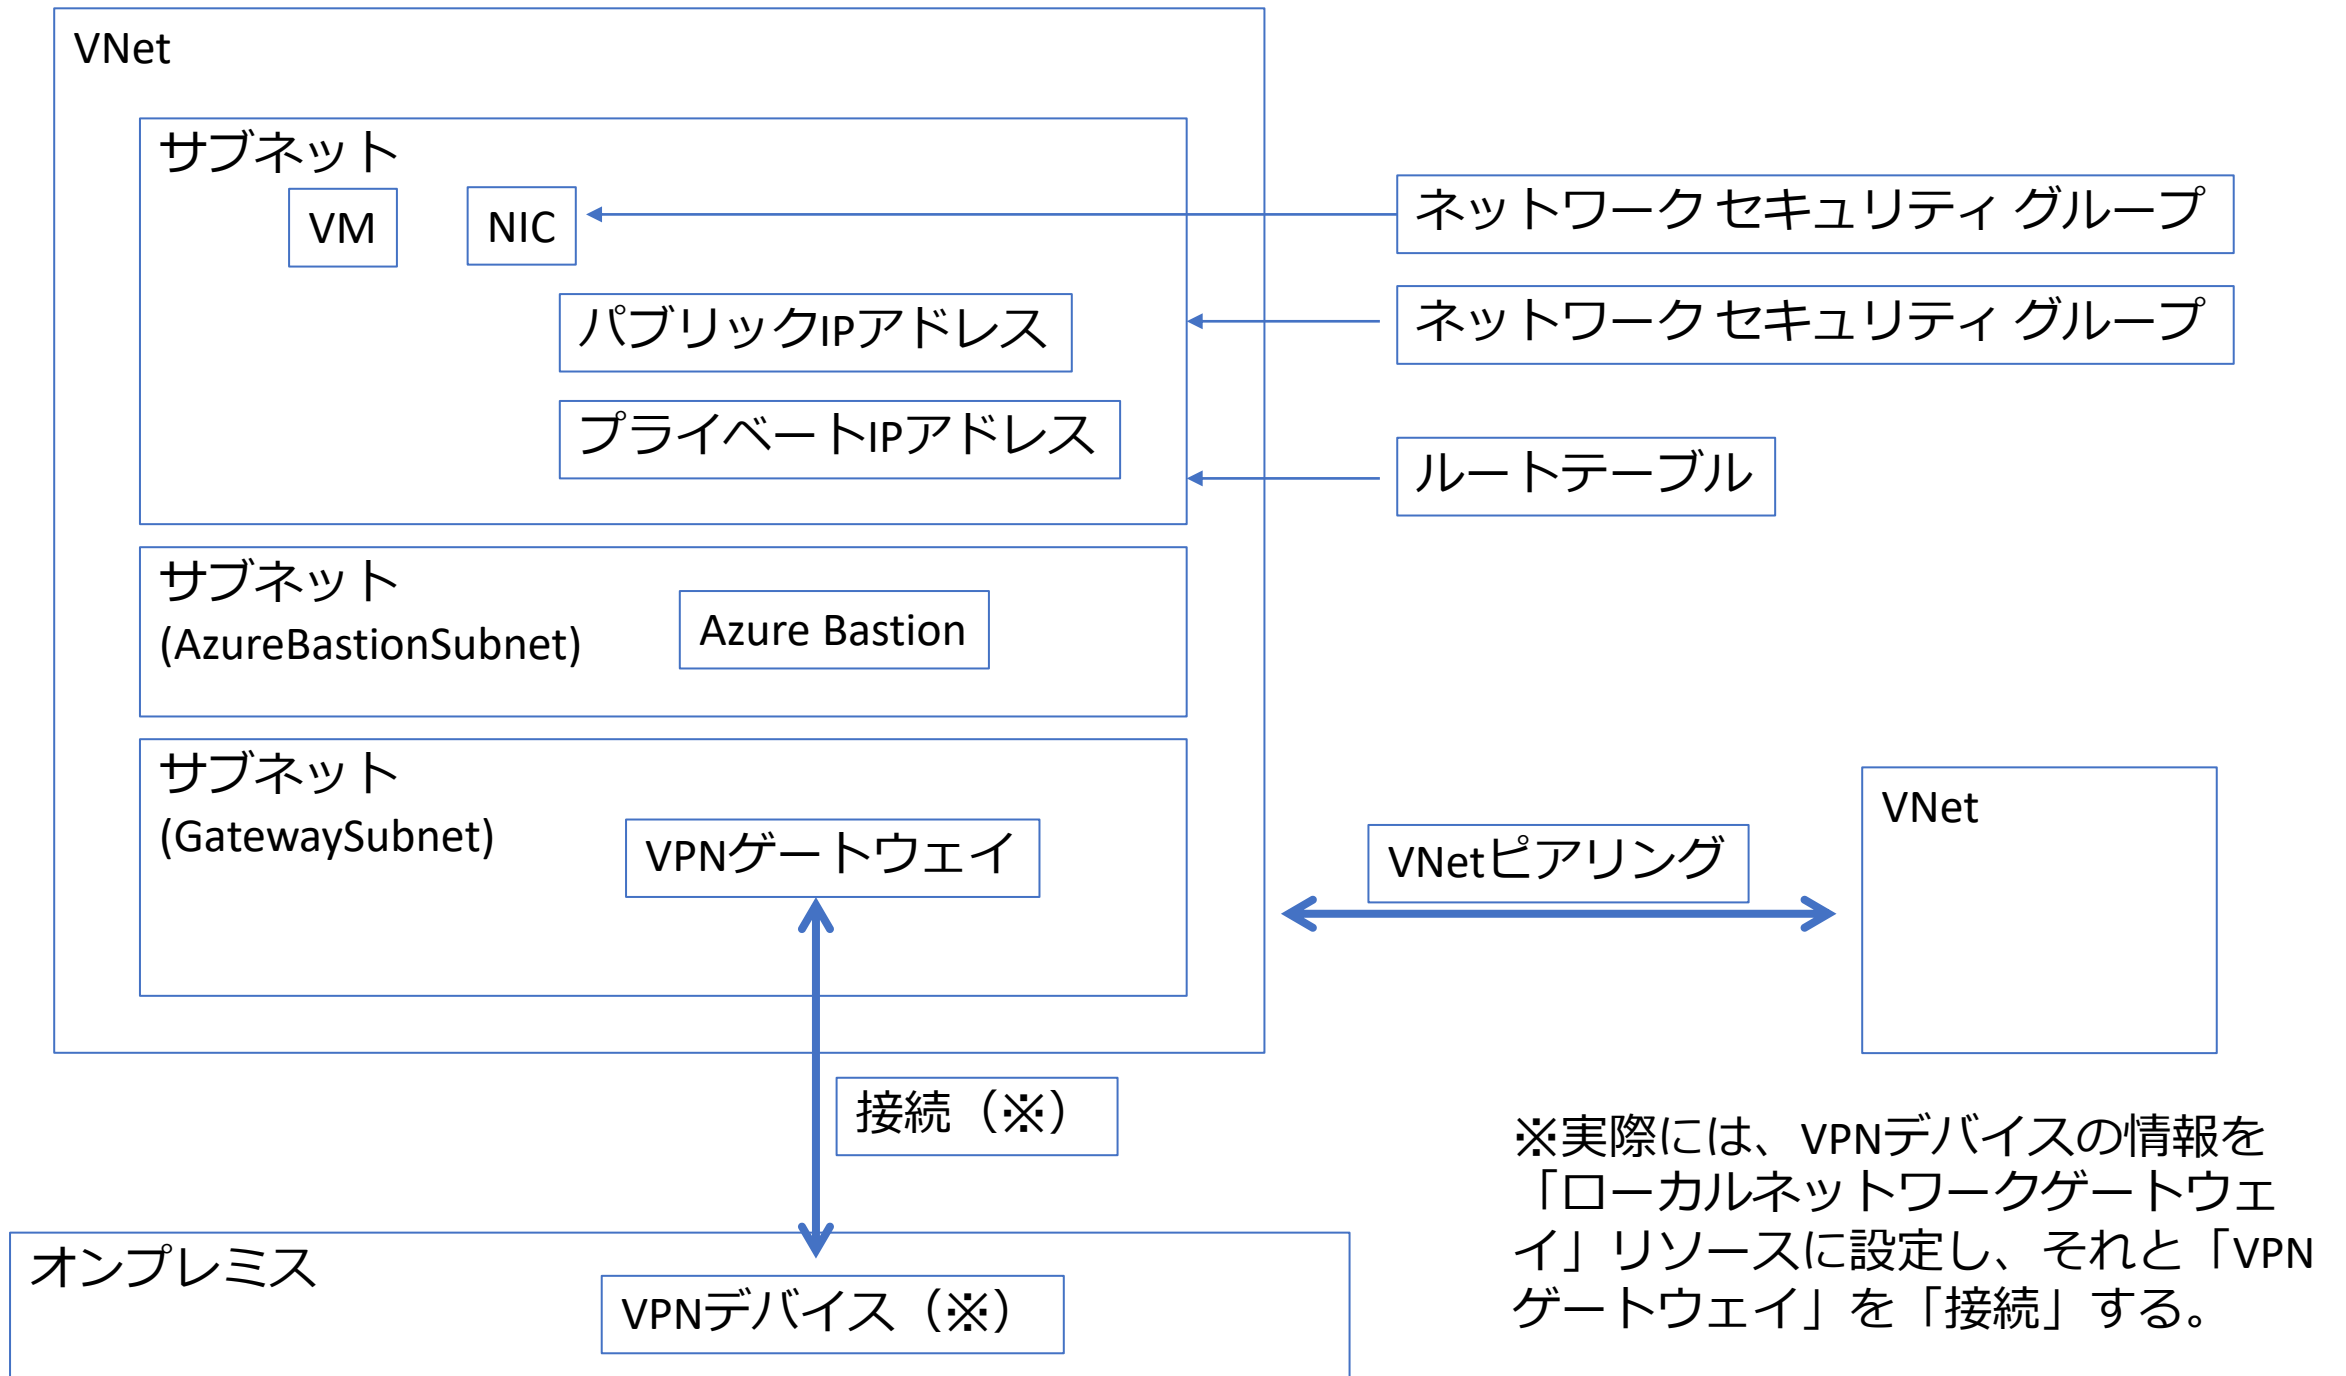 VNet
サブネット
VM
NIC
ネットワーク セキュリティ グループ
パブリックIPアドレス
ネットワーク セキュリティ グループ
プライベートIPアドレス
ルートテーブル
サブネット
(AzureBastionSubnet)
Azure Bastion
サブネット
(GatewaySubnet)
VPNゲートウェイ
VNetピアリング
VNet
接続（※）
※実際には、VPNデバイスの情報を
「ローカルネットワークゲートウェ
イ」リソースに設定し、それと「VPN
ゲートウェイ」を「接続」する。
オンプレミス
VPNデバイス（※）